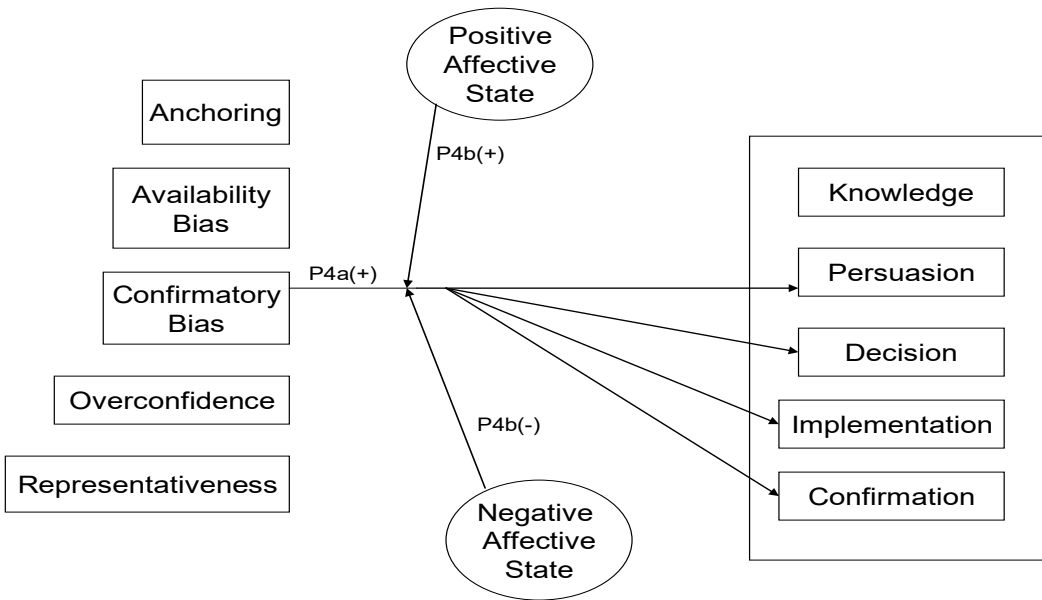 Positive
Affective
State
Anchoring
P4b(+)
Availability
Bias
Knowledge
P4a(+)
Confirmatory
Bias
Persuasion
Decision
Overconfidence
Implementation
P4b(-)
Representativeness
Confirmation
Negative
Affective
State